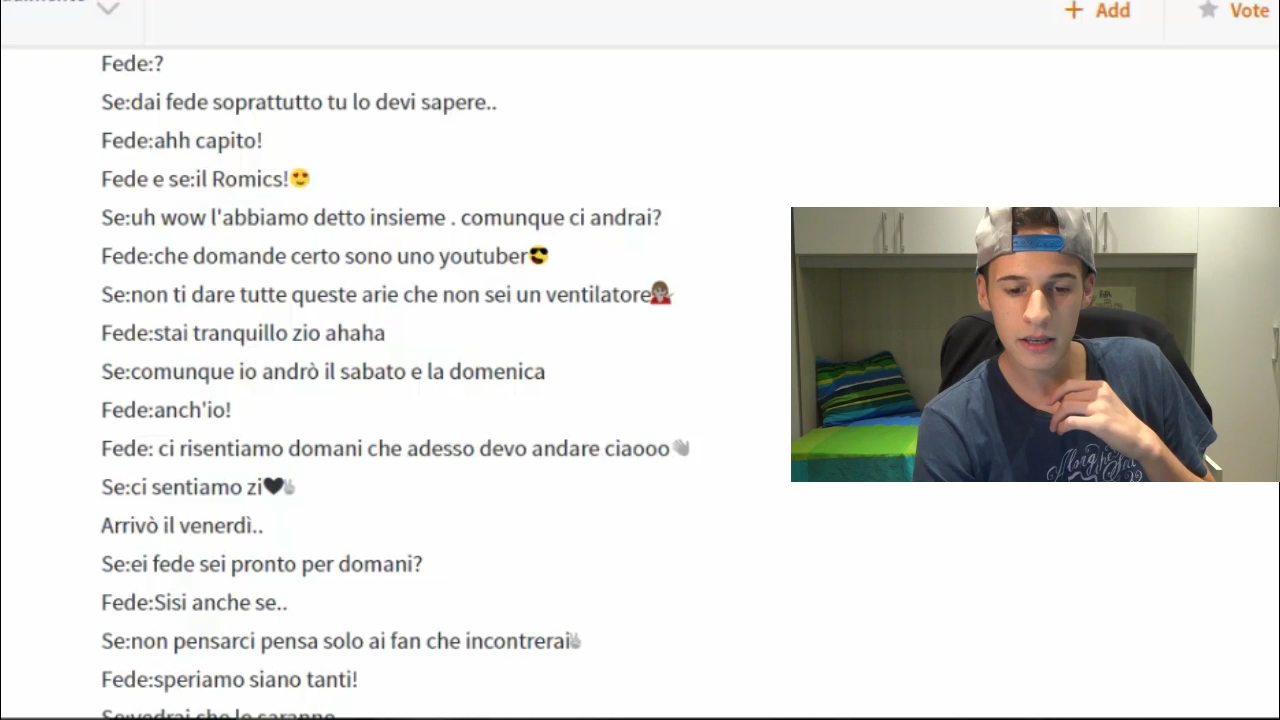 Add
Vote
Fede:?
Se:dai fede soprattutto tu lo devi sapere..
Fede:ahh capito!
Fede e se:il Romics!😍
Se:uh wow l'abbiamo detto insieme . comunque ci andrai?
Fede:che domande certo sono uno youtuber😎
Se:non ti dare tutte queste arie che non sei un ventilatore💁
Fede:stai tranquillo zio ahaha
Se:comunque io andrò il sabato e la domenica
Fede:anch'io!
Fede: ci risentiamo domani che adesso devo andare ciaooo👋
Se:ci sentiamo zi🖤✌
Arrivò il venerdì..
Se:ei fede sei pronto per domani?
Fede:Sisi anche se..
Se:non pensarci pensa solo ai fan che incontrerai✌
Fede:speriamo siano tanti!
Se:vedrai che lo saranno